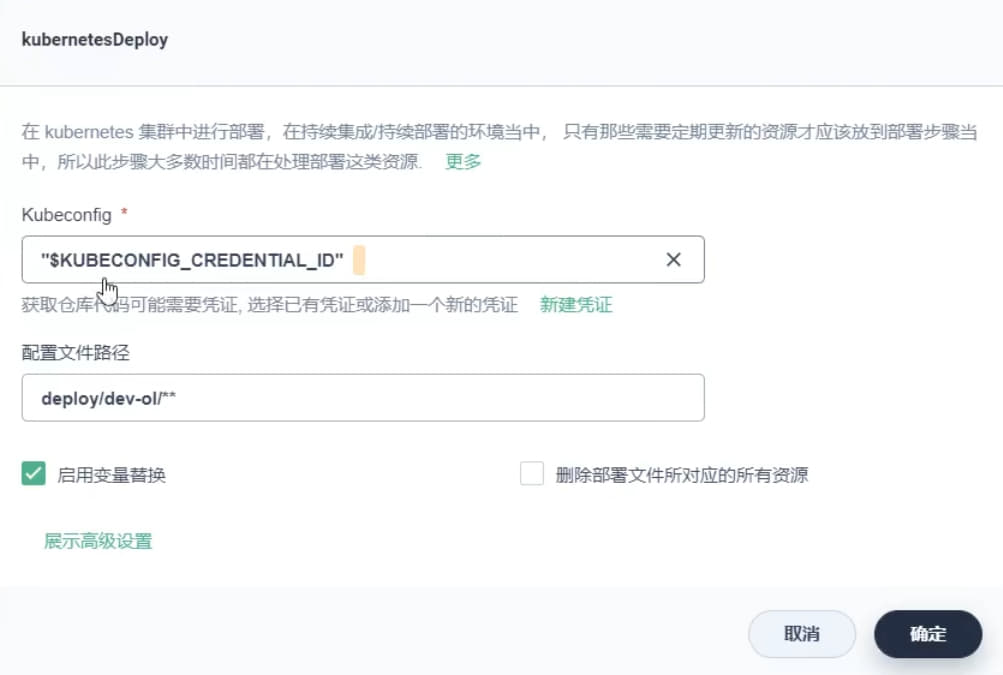 kubernetesDeploy
在 kubernetes 集群中进行部署，在持续集成/持续部署的环境当中， 只有那些需要定期更新的资源才应该放到部署步骤当
中，所以此步骤大多数时间都在处理部署这类资源. 更多
Kubeconfig *
"$KUBECONFIG_CREDENTIAL_ID"
获取仓库代码可能需要凭证, 选择已有凭证或添加一个新的凭证 新建凭证
配置文件路径
deploy/dev-ol/**
启用变量替换 删除部署文件所对应的所有资源
展示高级设置
取消 确定